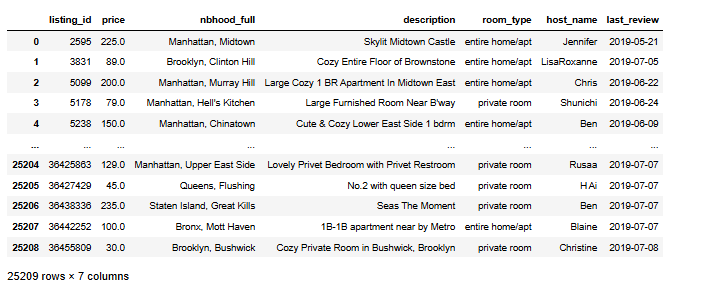 listing_id price nbhood_full description room_type host_name last_review
0 2595 225.0 Manhattan, Midtown Skylit Midtown Castle entire home/apt Jennifer 2019-05-21
1 3831 89.0 Brooklyn, Clinton Hill Cozy Entire Floor of Brownstone entire home/apt LisaRoxanne 2019-07-05
2 5099 200.0 Manhattan, Murray Hill Large Cozy 1 BR Apartment In Midtown East entire home/apt Chris 2019-06-22
3 5178 79.0 Manhattan, Hell's Kitchen Large Furnished Room Near B'way private room Shunichi 2019-06-24
4 5238 150.0 Manhattan, Chinatown Cute & Cozy Lower East Side 1 bdrm entire home/apt Ben 2019-06-09
... ... ... ... ... ... ... ...
25204 36425863 129.0 Manhattan, Upper East Side Lovely Privet Bedroom with Privet Restroom private room Rusaa 2019-07-07
25205 36427429 45.0 Queens, Flushing No.2 with queen size bed private room H Ai 2019-07-07
25206 36438336 235.0 Staten Island, Great Kills Seas The Moment private room Ben 2019-07-07
25207 36442252 100.0 Bronx, Mott Haven 1B-1B apartment near by Metro entire home/apt Blaine 2019-07-07
25208 36455809 30.0 Brooklyn, Bushwick Cozy Private Room in Bushwick, Brooklyn private room Christine 2019-07-08
25209 rows × 7 columns